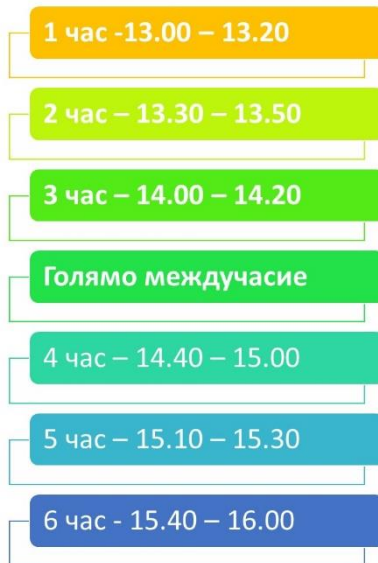 1 час -13.00 – 13.20
2 час – 13.30 – 13.50
3 час – 14.00 – 14.20
Голямо междучасие
4 час – 14.40 – 15.00
5 час – 15.10 – 15.30
6 час - 15.40 – 16.00